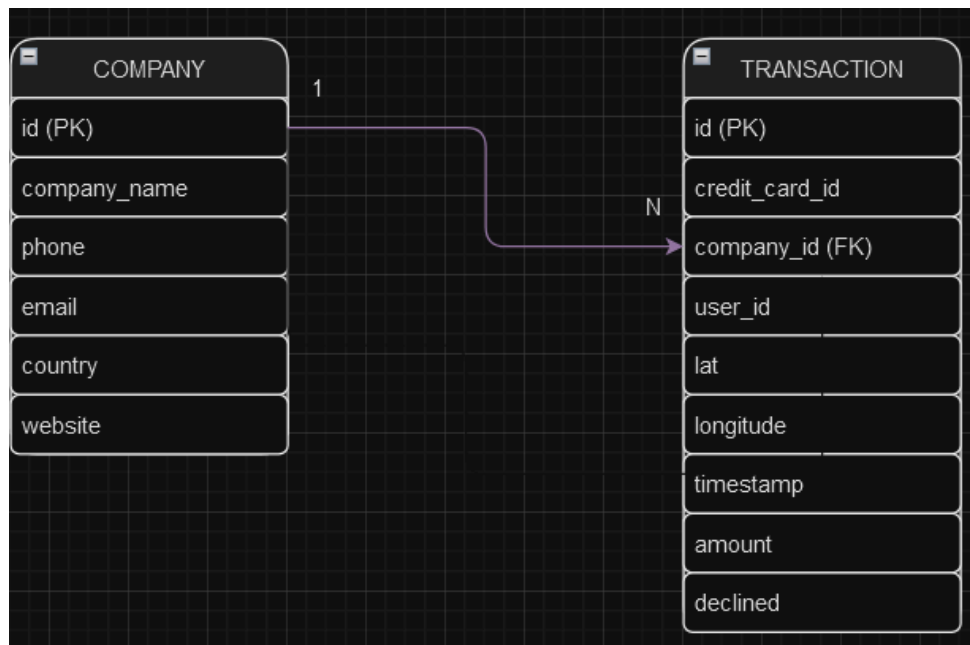 COMPANY
id (PK)
company_name
phone
email
country
website
1
N
TRANSACTION
id (PK)
credit_card_id
company_id (FK)
user_id
lat
longitude
timestamp
amount
declined